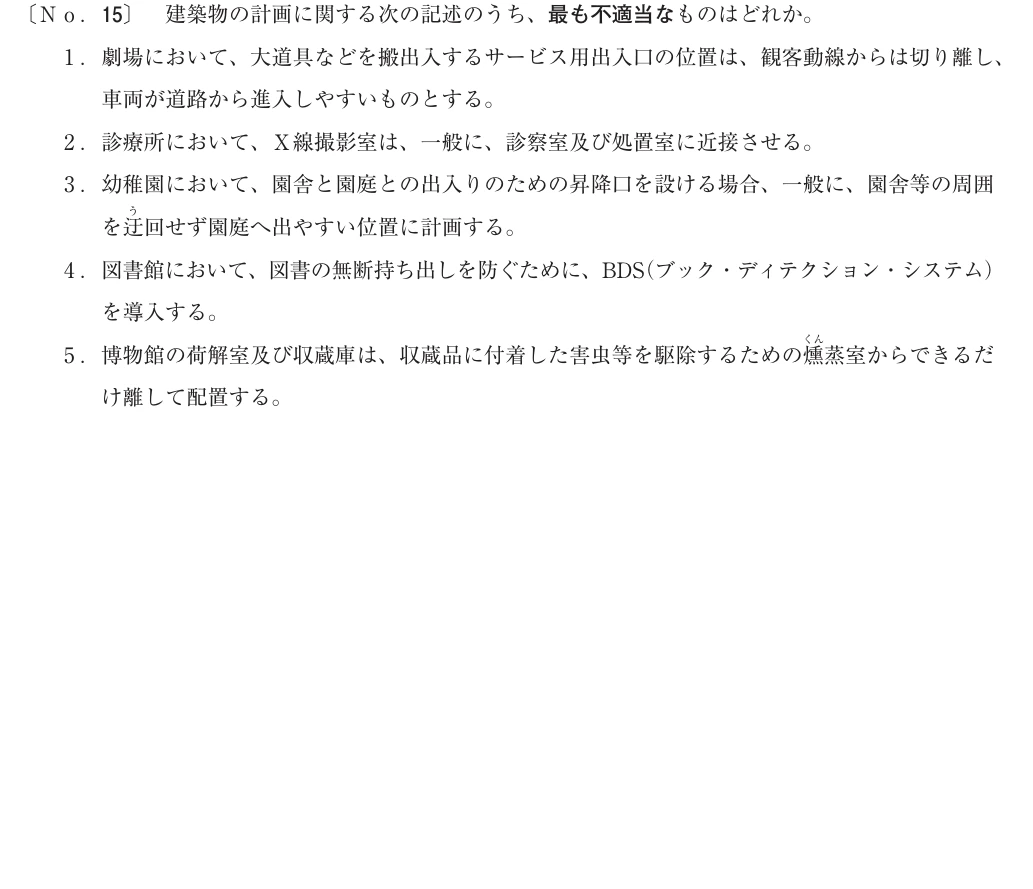 〔Ｎｏ．15〕　建築物の計画に関する次の記述のうち、最も不適当なものはどれか。
１．劇場において、大道具などを搬出入するサービス用出入口の位置は、観客動線からは切り離し、
車両が道路から進入しやすいものとする。
２．診療所において、Ｘ線撮影室は、一般に、診察室及び処置室に近接させる。
３．幼稚園において、園舎と園庭との出入りのための昇降口を設ける場合、一般に、園舎等の周囲
う
を迂回せず園庭へ出やすい位置に計画する。
４．図書館において、図書の無断持ち出しを防ぐために、BDS（ブック・ディテクション・システム）
を導入する。
くん
５．博物館の荷解室及び収蔵庫は、収蔵品に付着した害虫等を駆除するための燻蒸室からできるだ
け離して配置する。